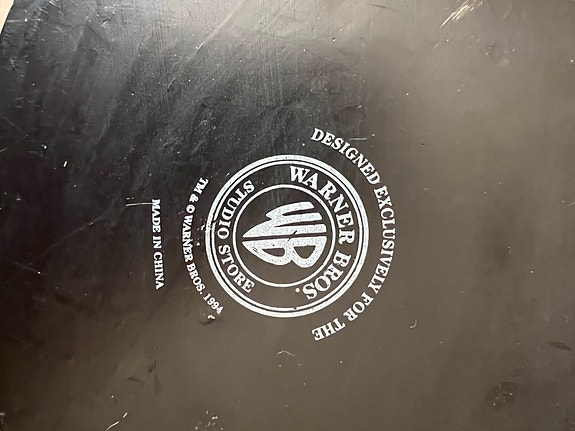 DESIGNED EXCLUSIVELY FOR THE
WARNER BROS.
WB
STUDIO STORE
TM & © WARNER BROS. 1994
MADE IN CHINA